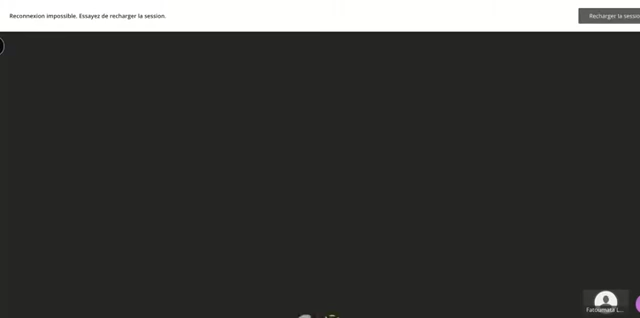 Reconnexion impossible. Essayez de recharger la session.
Recharger la sessio
Fatoumata L...